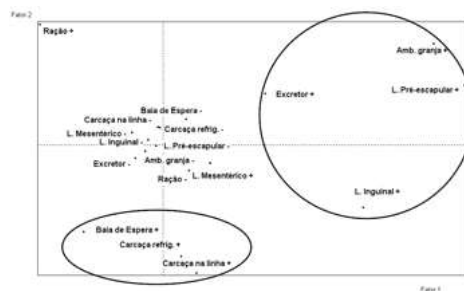 Fator 2
Ração +
Amb. granja +
Excretor +
L. Pré-escapular +
Baia de Espera -
Carcaça na linha -
Carcaça refrig. -
L. Mesentérico -
L. Inguinal -
L. Pré-escapular -
Excretor -
Amb. granja -
L. Mesentérico +
Ração -
L. Inguinal +
Baia de Espera +
Carcaça refrig. +
Carcaça na linha +
Fator 1